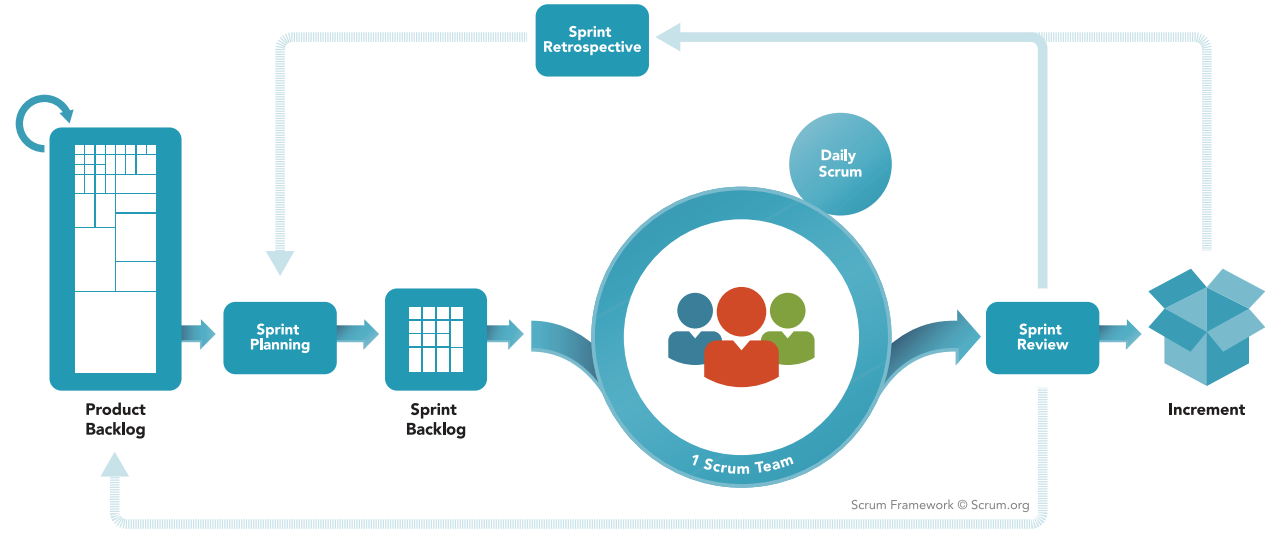 Sprint
Retrospective
Daily
Scrum
Sprint
Planning
Sprint
Review
Product
Backlog
Sprint
Backlog
Increment
1 Scrum Team
Scrum Framework © Scrum.org